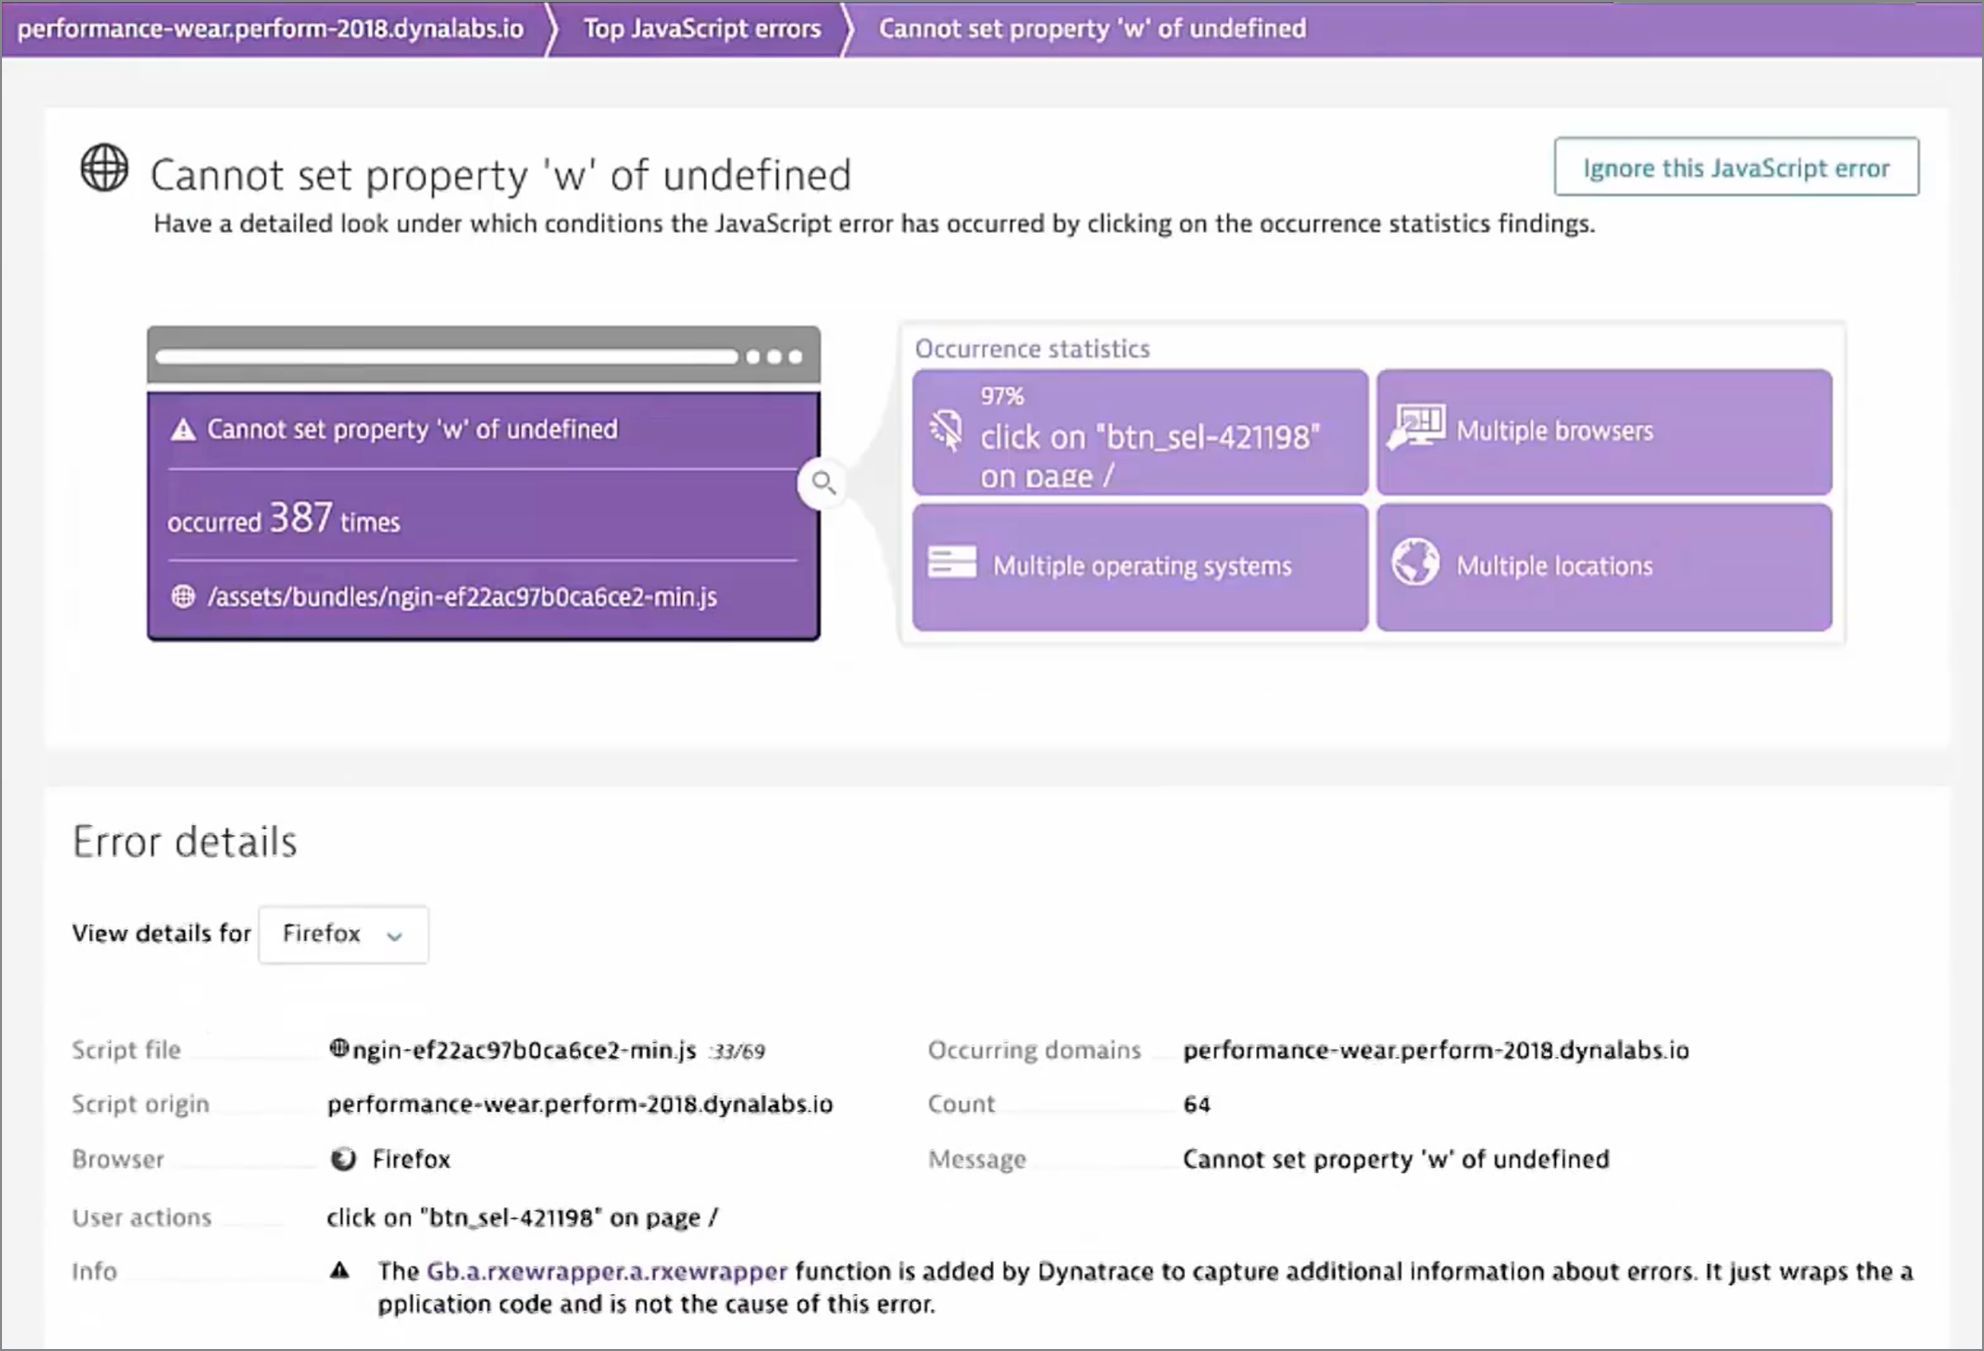 performance-wear.perform-2018.dynalabs.io
Top JavaScript errors
Cannot set property 'w' of undefined
Cannot set property 'w' of undefined
Ignore this JavaScript error
Have a detailed look under which conditions the JavaScript error has occurred by clicking on the occurrence statistics findings.
Cannot set property 'w' of undefined
occurred 387 times
/assets/bundles/ngin-ef22ac97b0ca6ce2-min.js
Occurrence statistics
97%
click on "btn_sel-421198"
on page /
Multiple browsers
Multiple operating systems
Multiple locations
Error details
View details for Firefox
Script file ngin-ef22ac97b0ca6ce2-min.js :33/69
Occurring domains performance-wear.perform-2018.dynalabs.io
Script origin performance-wear.perform-2018.dynalabs.io
Count 64
Browser Firefox
Message Cannot set property 'w' of undefined
User actions click on "btn_sel-421198" on page /
Info The Gb.a.rxewrapper.a.rxewrapper function is added by Dynatrace to capture additional information about errors. It just wraps the a
pplication code and is not the cause of this error.